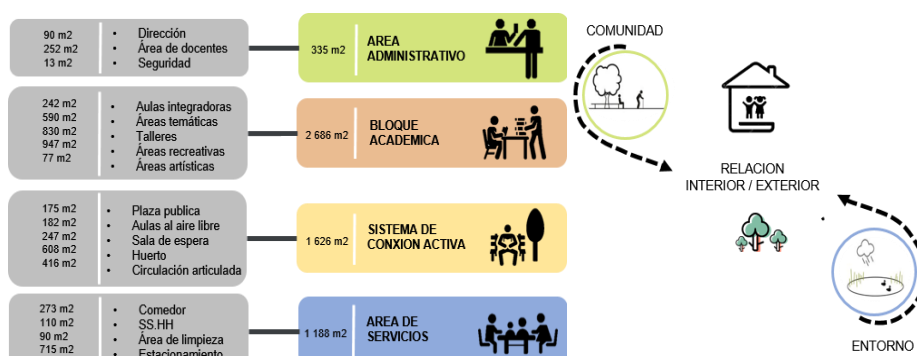 90 m2 • Dirección
252 m2 • Área de docentes
13 m2 • Seguridad
335 m2
AREA
ADMINISTRATIVO
242 m2 • Aulas integradoras
590 m2 • Áreas temáticas
830 m2 • Talleres
947 m2 • Áreas recreativas
77 m2 • Áreas artísticas
2 686 m2
BLOQUE
ACADEMICA
175 m2 • Plaza publica
182 m2 • Aulas al aire libre
247 m2 • Sala de espera
608 m2 • Huerto
416 m2 • Circulación articulada
1 626 m2
SISTEMA DE
CONXION ACTIVA
273 m2 • Comedor
110 m2 • SS.HH
90 m2 • Área de limpieza
715 m2 • Estacionamiento
1 188 m2
AREA DE
SERVICIOS
COMUNIDAD
RELACION
INTERIOR / EXTERIOR
ENTORNO